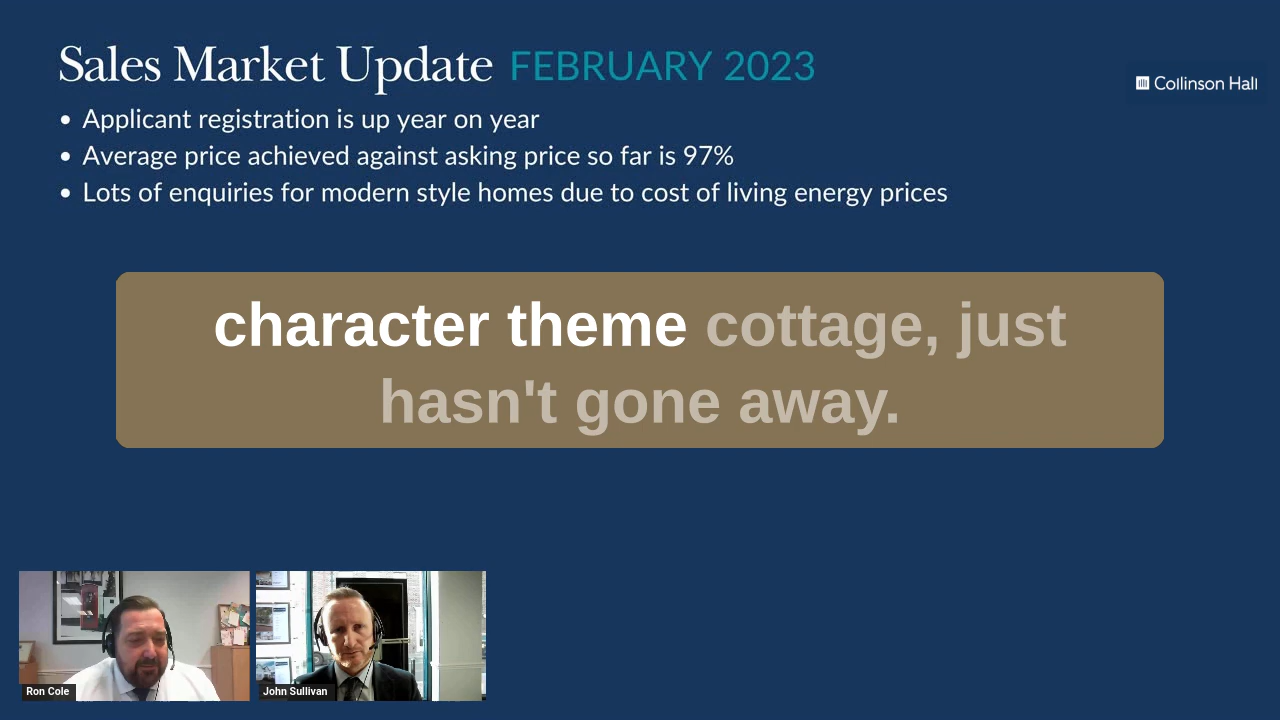 Sales Market Update FEBRUARY 2023
Collinson Hall
• Applicant registration is up year on year
• Average price achieved against asking price so far is 97%
• Lots of enquiries for modern style homes due to cost of living energy prices
character theme cottage, just
hasn't gone away.
Ron Cole
John Sullivan